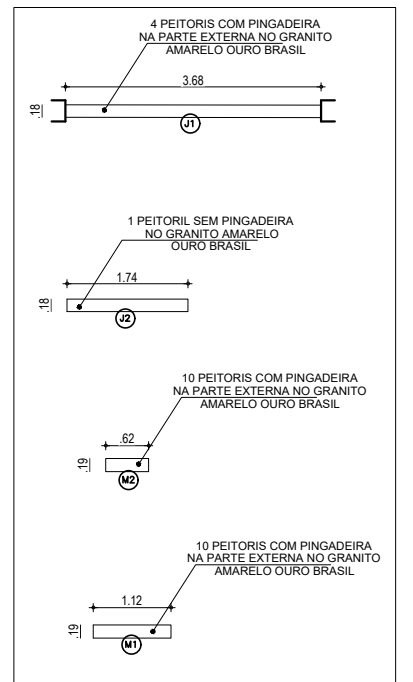 4 PEITORIS COM PINGADEIRA
NA PARTE EXTERNA NO GRANITO
AMARELO OURO BRASIL
3.68
.18
J1
1 PEITORIL SEM PINGADEIRA
NO GRANITO AMARELO
OURO BRASIL
1.74
.18
J2
10 PEITORIS COM PINGADEIRA
NA PARTE EXTERNA NO GRANITO
AMARELO OURO BRASIL
.62
.19
M2
10 PEITORIS COM PINGADEIRA
NA PARTE EXTERNA NO GRANITO
AMARELO OURO BRASIL
1.12
.19
M1